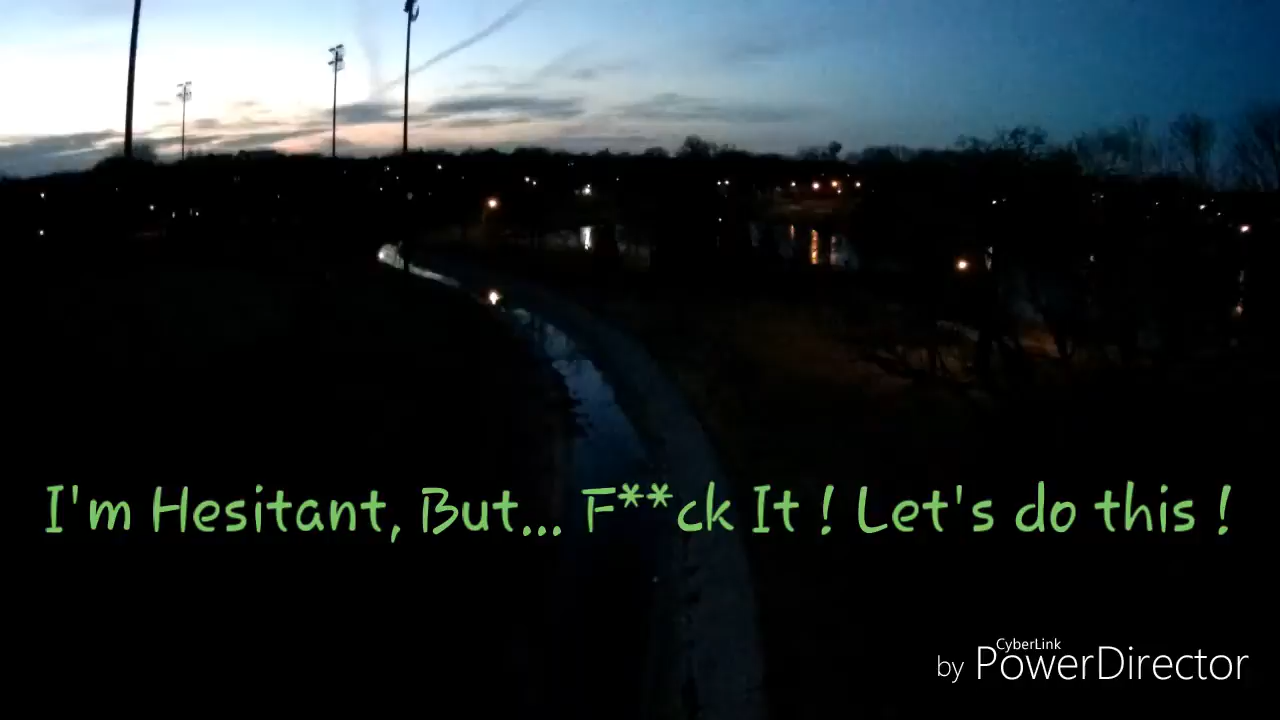 I'm Hesitant, But... F**ck It ! Let's do this !
CyberLink
by PowerDirector